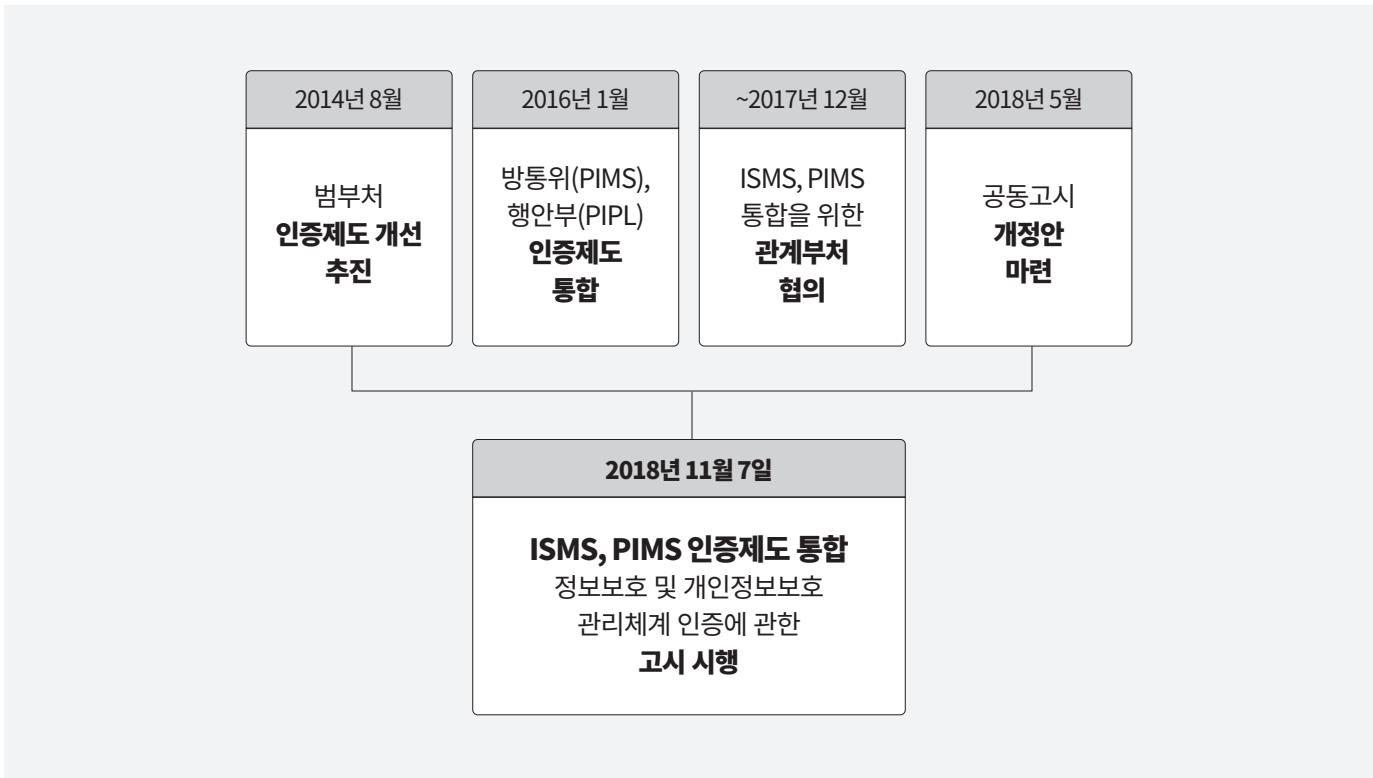 2014년 8월
범부처
인증제도 개선
추진
2016년 1월
방통위(PIMS),
행안부(PIPL)
인증제도
통합
~2017년 12월
ISMS, PIMS
통합을 위한
관계부처
협의
2018년 5월
공동고시
개정안
마련
2018년 11월 7일
ISMS, PIMS 인증제도 통합
정보보호 및 개인정보보호
관리체계 인증에 관한
고시 시행